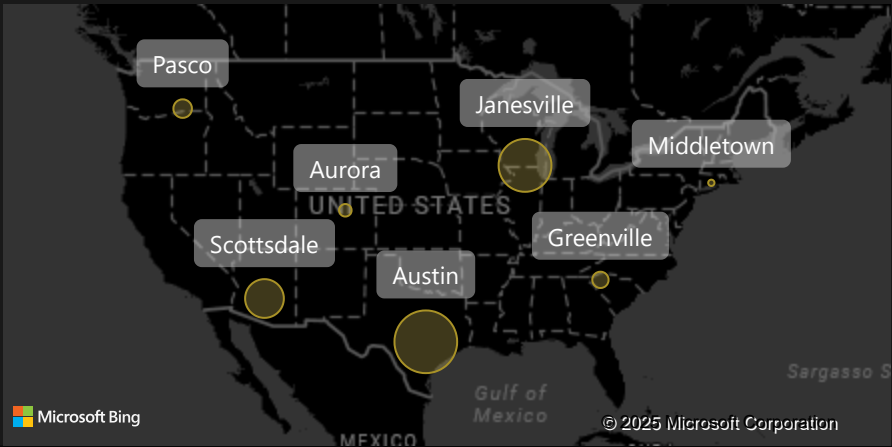 Pasco
Janesville
Middletown
Aurora
UNITED STATES
Scottsdale
Greenville
Austin
Sargasso S
Gulf of
Mexico
Microsoft Bing
© 2025 Microsoft Corporation
MEXICO